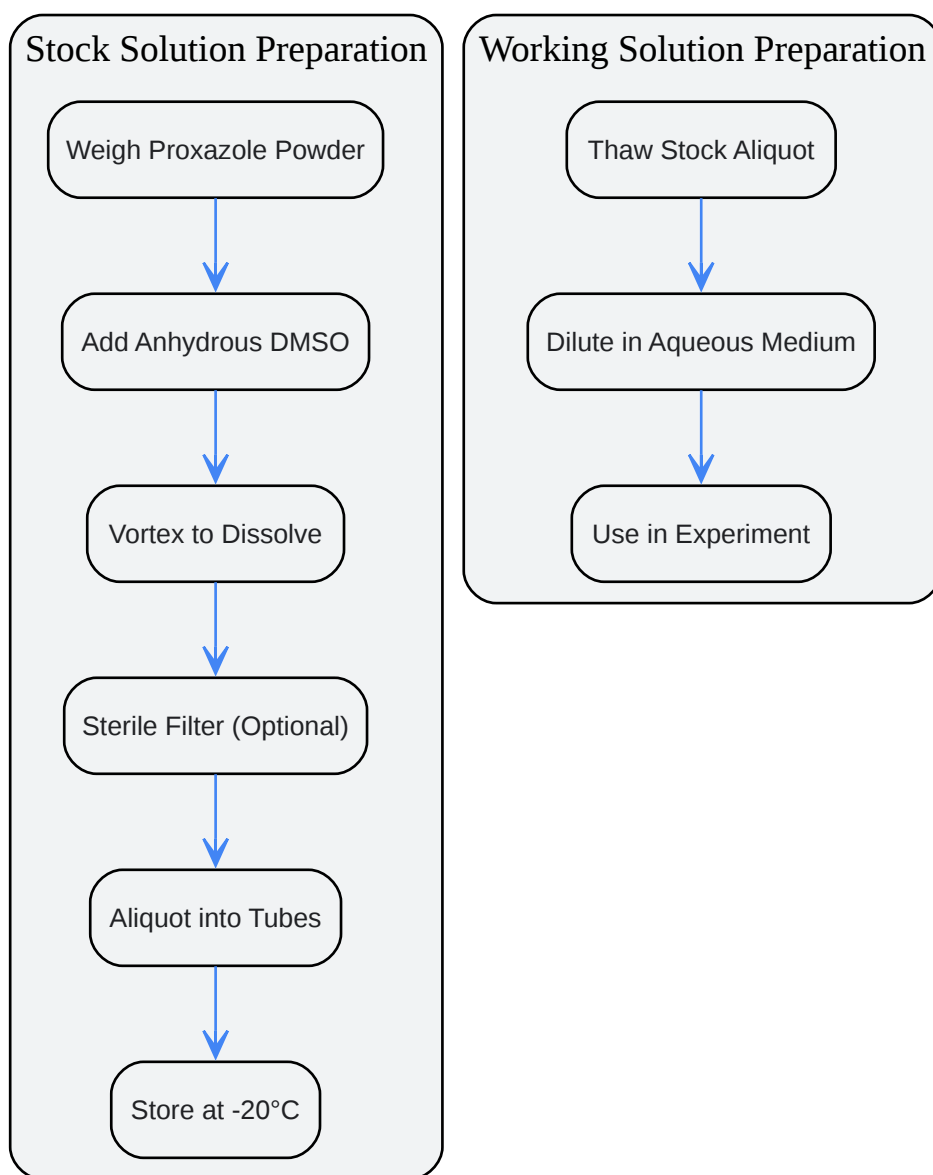 Stock Solution Preparation
Weigh Proxazole Powder
Add Anhydrous DMSO
Vortex to Dissolve
Sterile Filter (Optional)
Aliquot into Tubes
Store at -20°C
Working Solution Preparation
Thaw Stock Aliquot
Dilute in Aqueous Medium
Use in Experiment